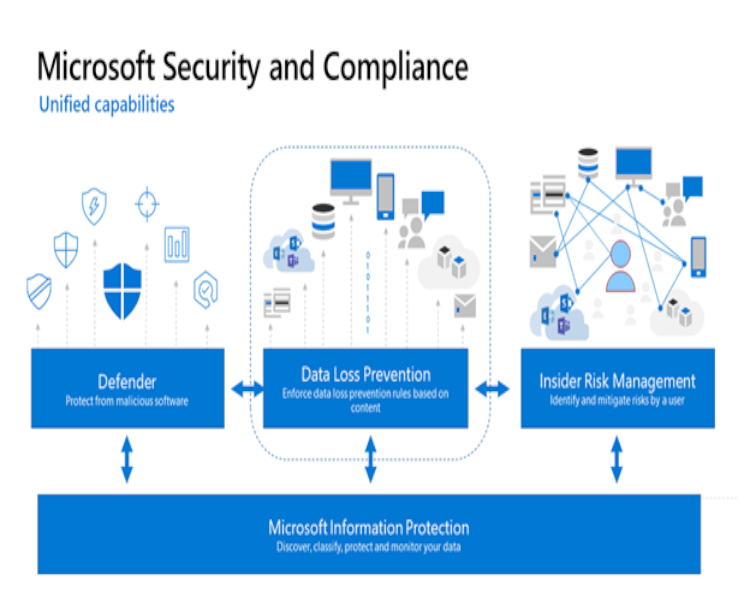 Microsoft Security and Compliance
Unified capabilities
Defender
Protect from malicious software
Data Loss Prevention
Enforce data loss prevention rules based on
content
Insider Risk Management
Identify and mitigate risks by a user
Microsoft Information Protection
Discover, classify, protect and monitor your data